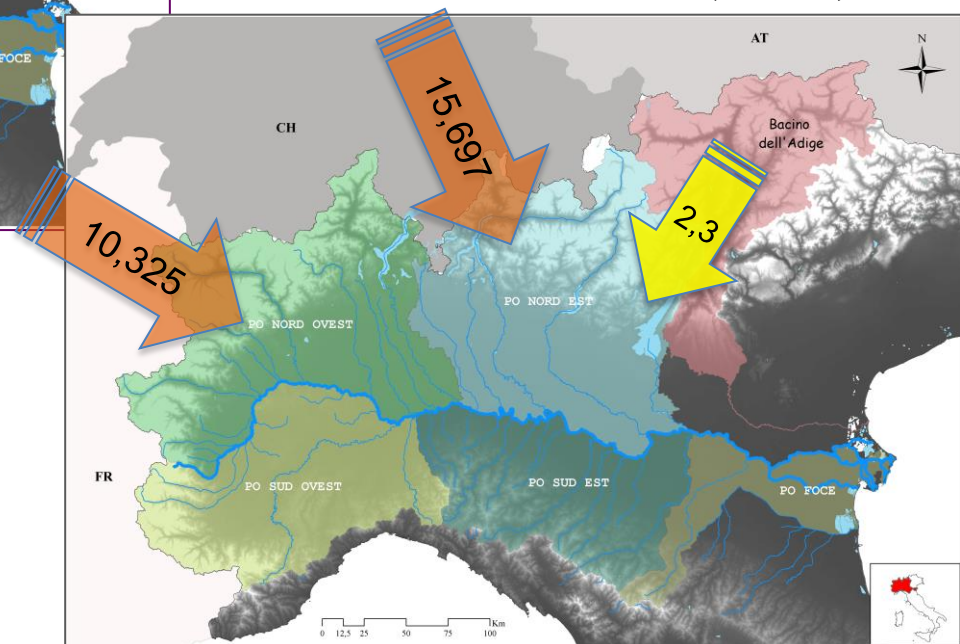 FOCE
AT
N
CH
15,697
Bacino
dell'Adige
2,3
10,325
PO NORD EST
PO NORD OVEST
FR
PO SUD OVEST
PO SUD EST
PO FOCE
Km
0 12,5 25 50 75 100